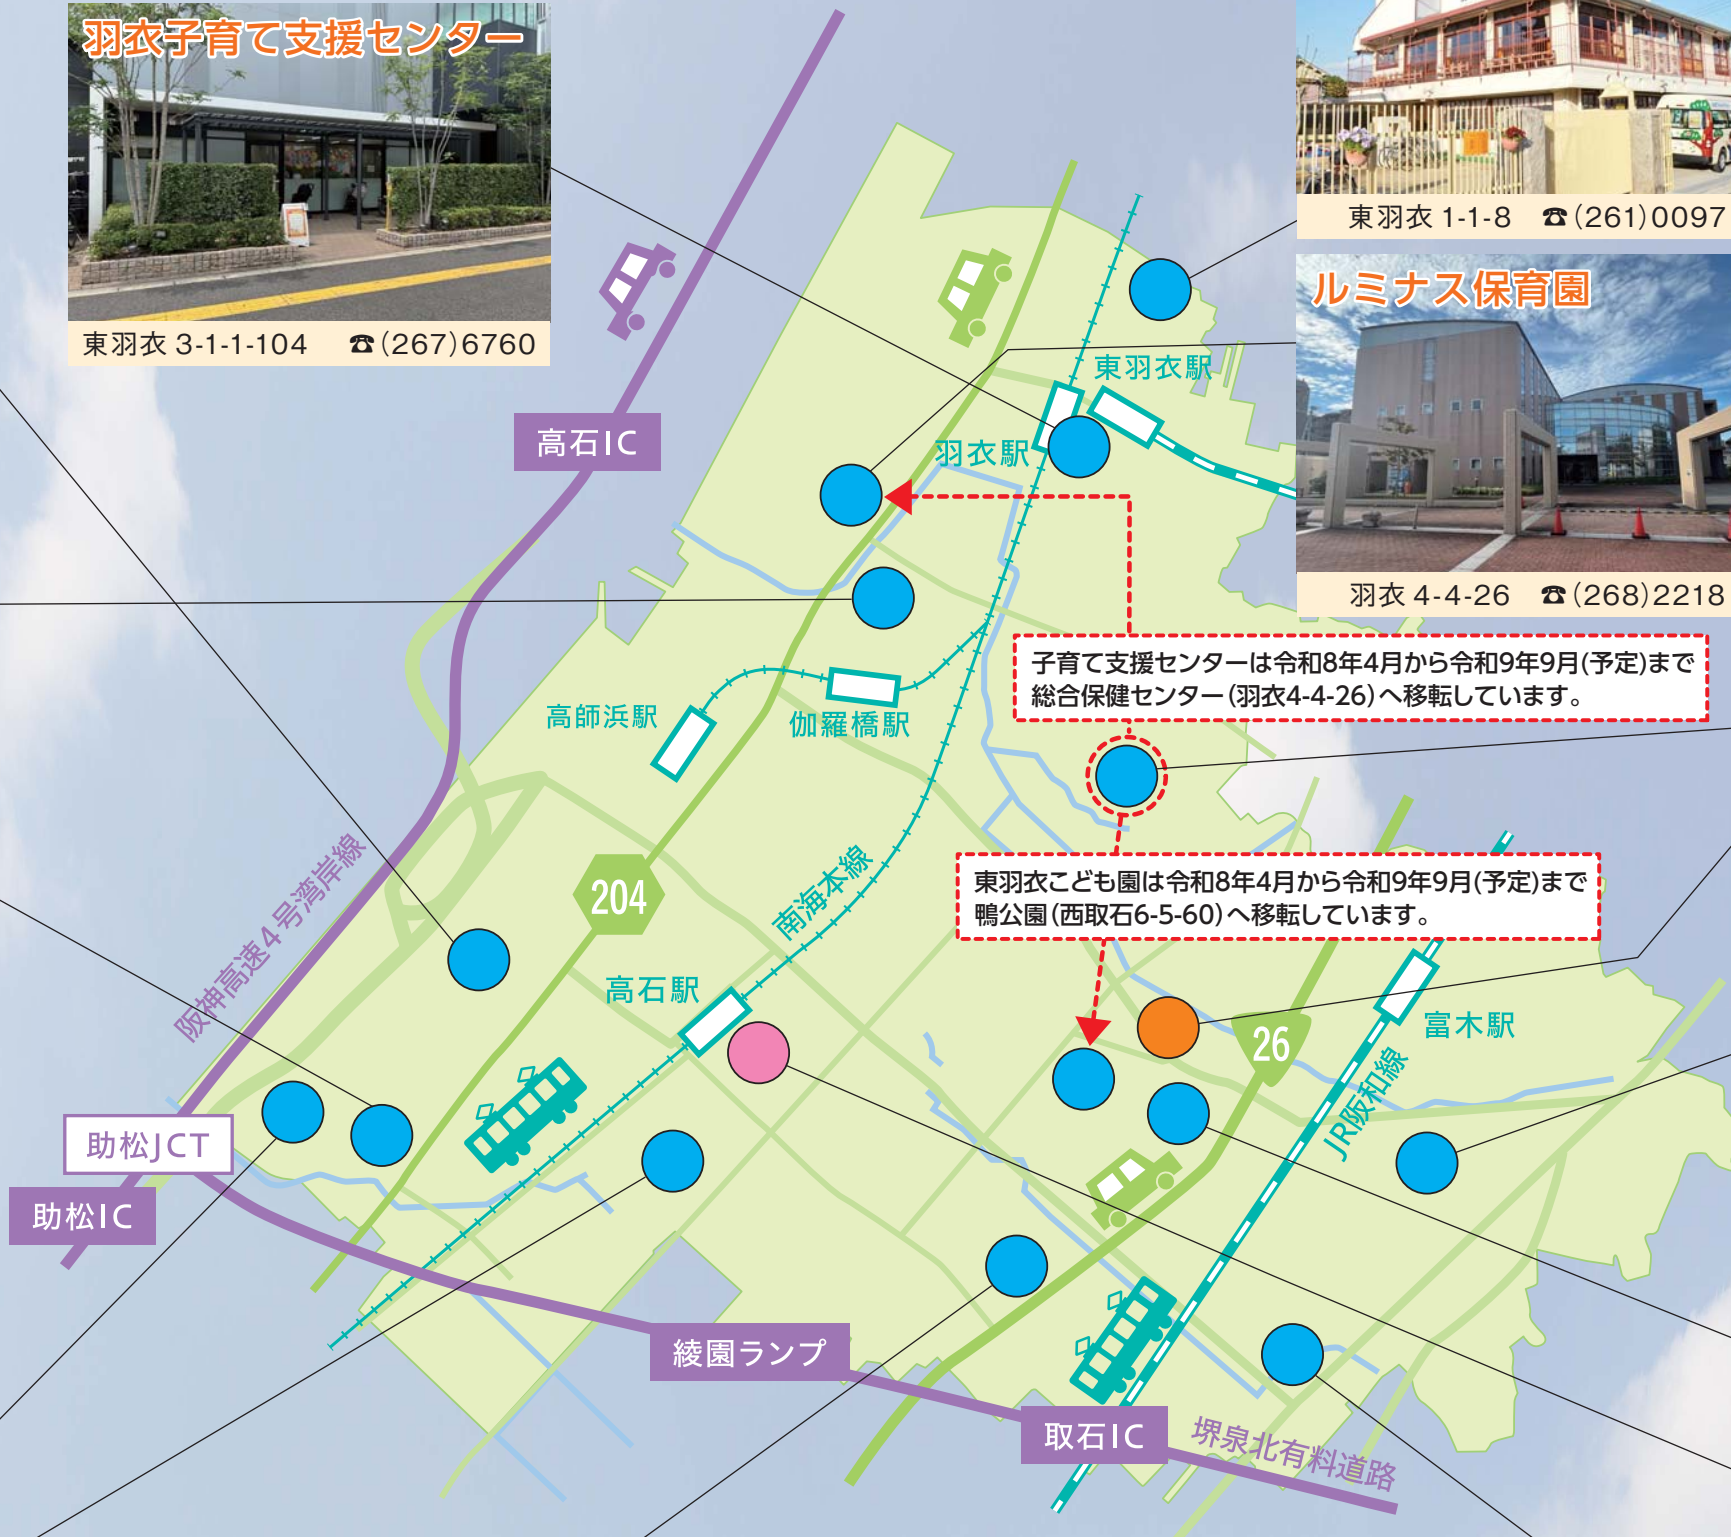 羽衣子育て支援センター
東羽衣 3-1-1-104 ☎(267)6760
東羽衣 1-1-8 ☎(261)0097
ルミナス保育園
羽衣 4-4-26 ☎(268)2218
東羽衣駅
羽衣駅
高石IC
子育て支援センターは令和8年4月から令和9年9月(予定)まで
総合保健センター(羽衣4-4-26)へ移転しています。
高師浜駅
伽羅橋駅
東羽衣こども園は令和8年4月から令和9年9月(予定)まで
鴨公園(西取石6-5-60)へ移転しています。
阪神高速4号湾岸線
204
南海本線
高石駅
26
富木駅
JR阪和線
助松JCT
助松IC
綾園ランプ
取石IC
堺泉北有料道路